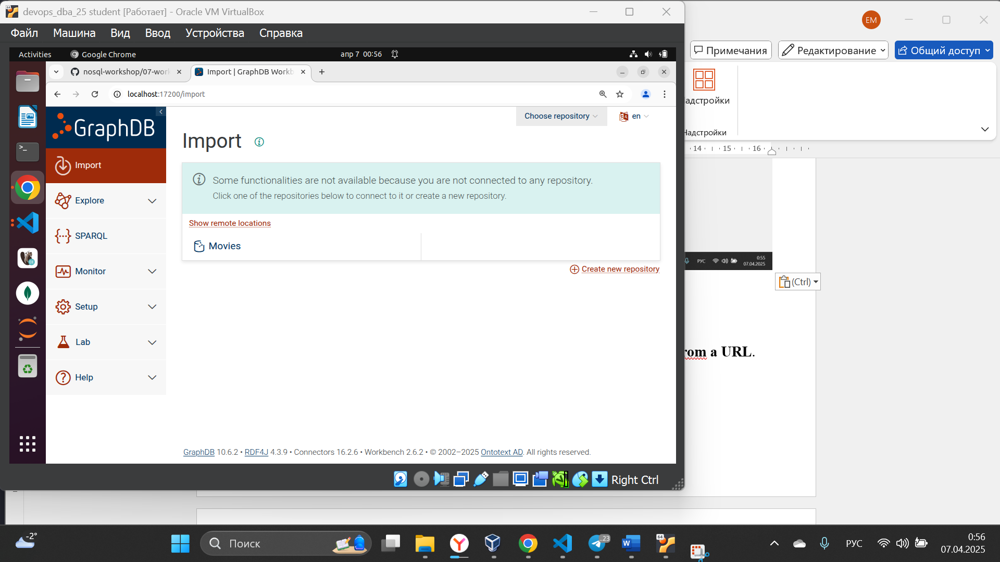 devops_dba_25 student [Работает] - Oracle VM VirtualBox
Файл Машина Вид Ввод Устройства Справка
Activities Google Chrome апр 7 00:56
nosql-workshop/07-work Import | GraphDB Workb
localhost:17200/import
GraphDB
Choose repository en
Import
Import
Explore
SPARQL
Monitor
Setup
Lab
Help
Some functionalities are not available because you are not connected to any repository.
Click one of the repositories below to connect to it or create a new repository.
Show remote locations
Movies
Create new repository
GraphDB 10.6.2 • RDF4J 4.3.9 • Connectors 16.2.6 • Workbench 2.6.2 • © 2002–2025 Ontotext AD. All rights reserved.
Right Ctrl
EM
Примечания Редактирование Общий доступ
адстройки
Надстройки
14 15 16
РУС 0:55
07.04.2025
(Ctrl)
rom a URL.
-2°
Поиск
..23
64
РУС 0:56
07.04.2025